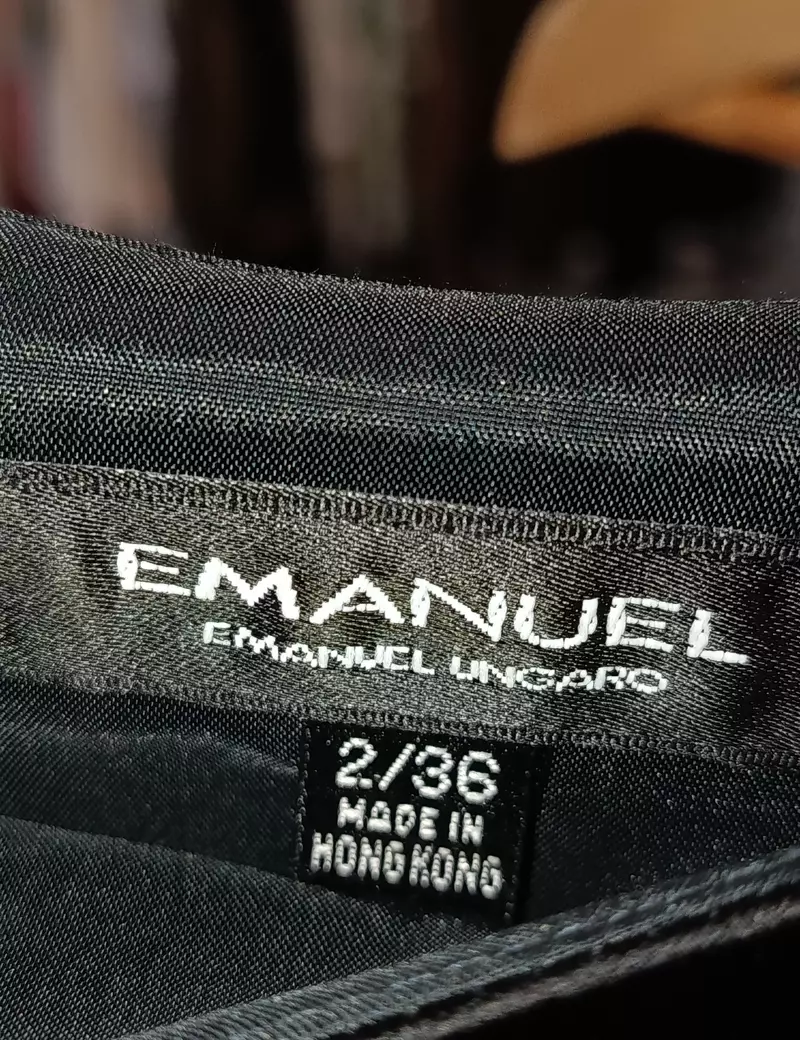 EMANUEL
EMANUEL UNGARO
2/36
MADE IN
HONG KONG